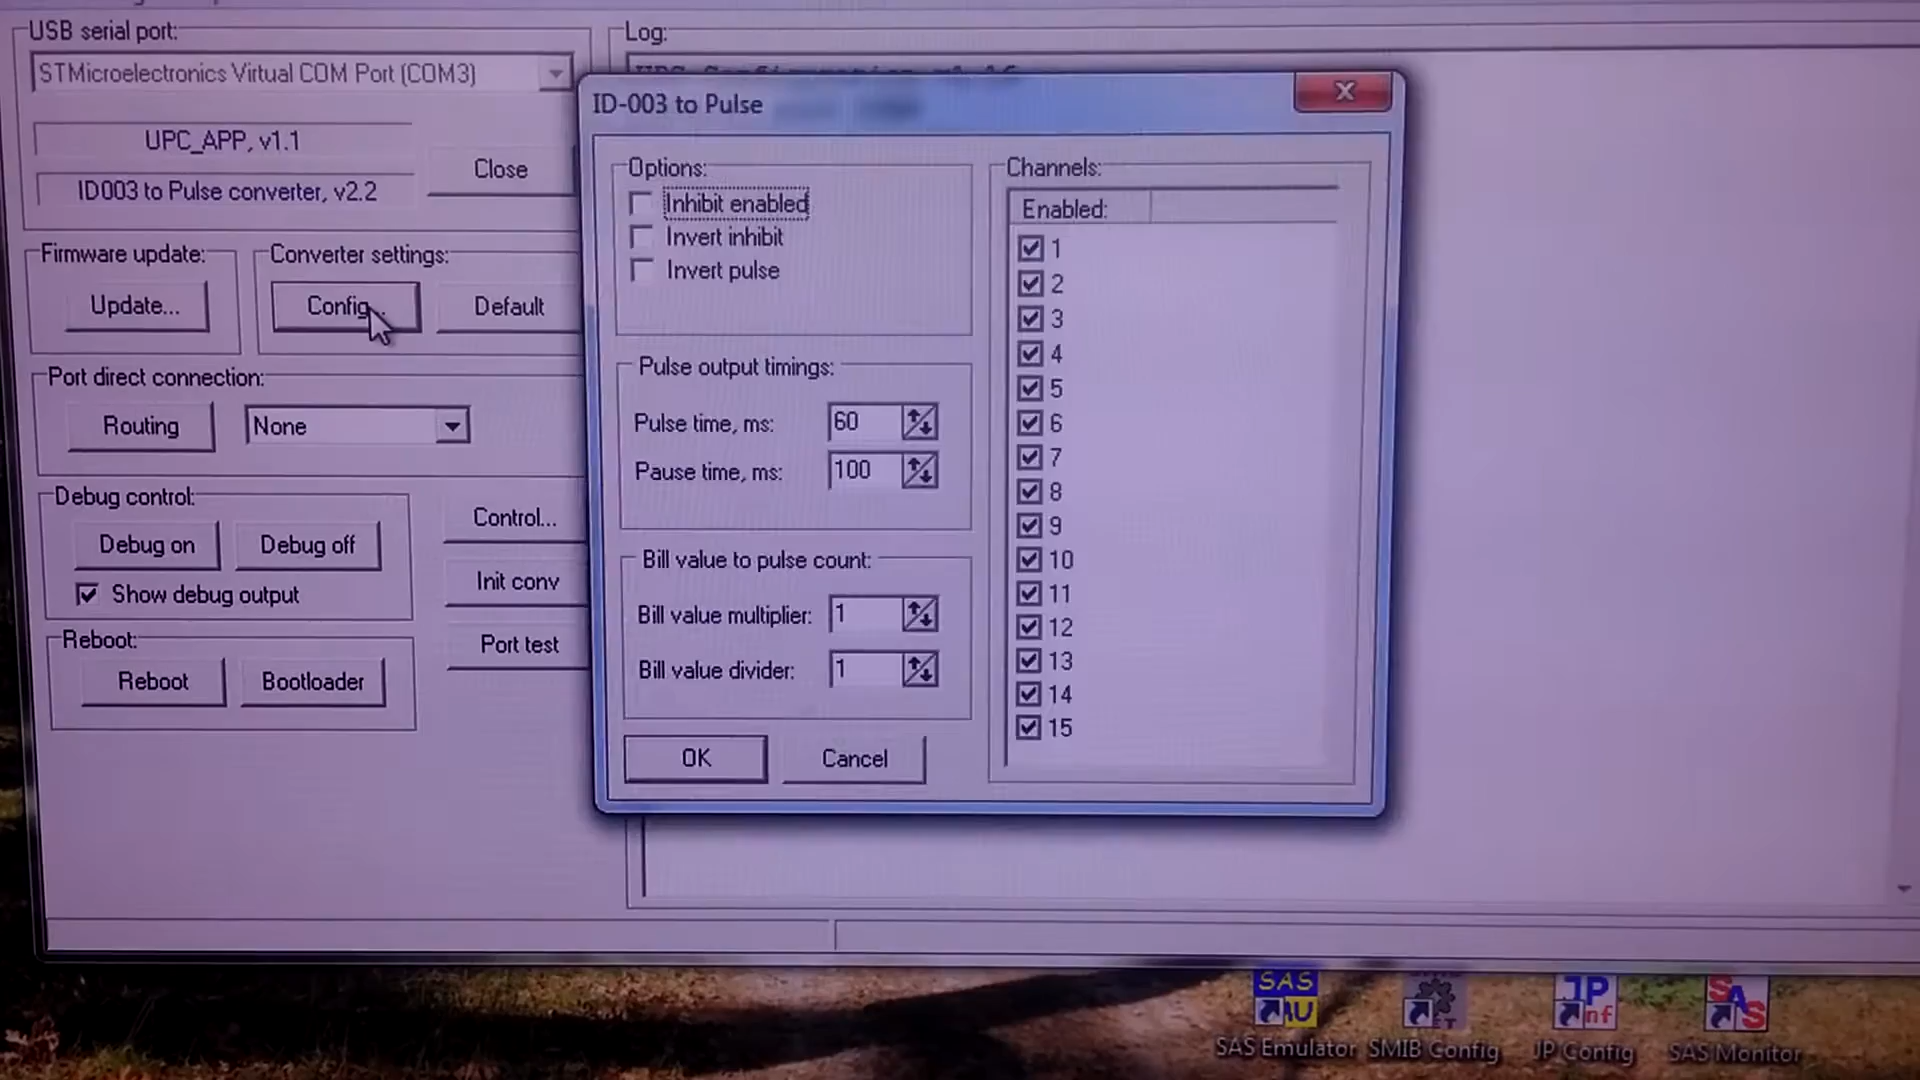 USB serial port:
STMicroelectronics Virtual COM Port (COM3)
UPC_APP, v1.1
ID003 to Pulse converter, v2.2
Close
Firmware update:
Update...
Converter settings:
Config...
Default
Port direct connection:
Routing
None
Debug control:
Debug on
Debug off
Show debug output
Control...
Init conv
Port test
Reboot:
Reboot
Bootloader
Log:
ID-003 to Pulse
Options:
Inhibit enabled
Invert inhibit
Invert pulse
Pulse output timings:
Pulse time, ms: 60
Pause time, ms: 100
Bill value to pulse count:
Bill value multiplier: 1
Bill value divider: 1
OK
Cancel
Channels:
Enabled:
1
2
3
4
5
6
7
8
9
10
11
12
13
14
15
SAS
SAS Emulator
SMIB Config
JP
nf
JP Config
SAS
SAS Monitor